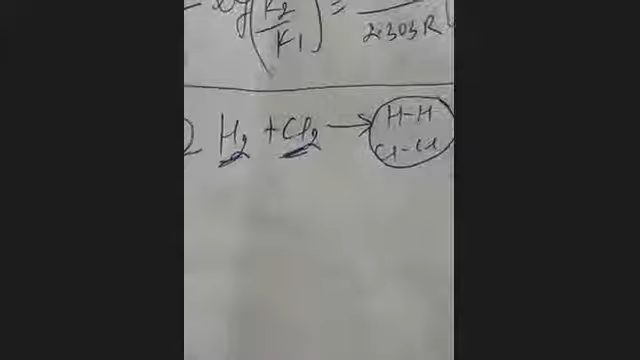 log(K2/K1) = /2.303R
2) H2 + Cl2 → H-H
Cl-Cl